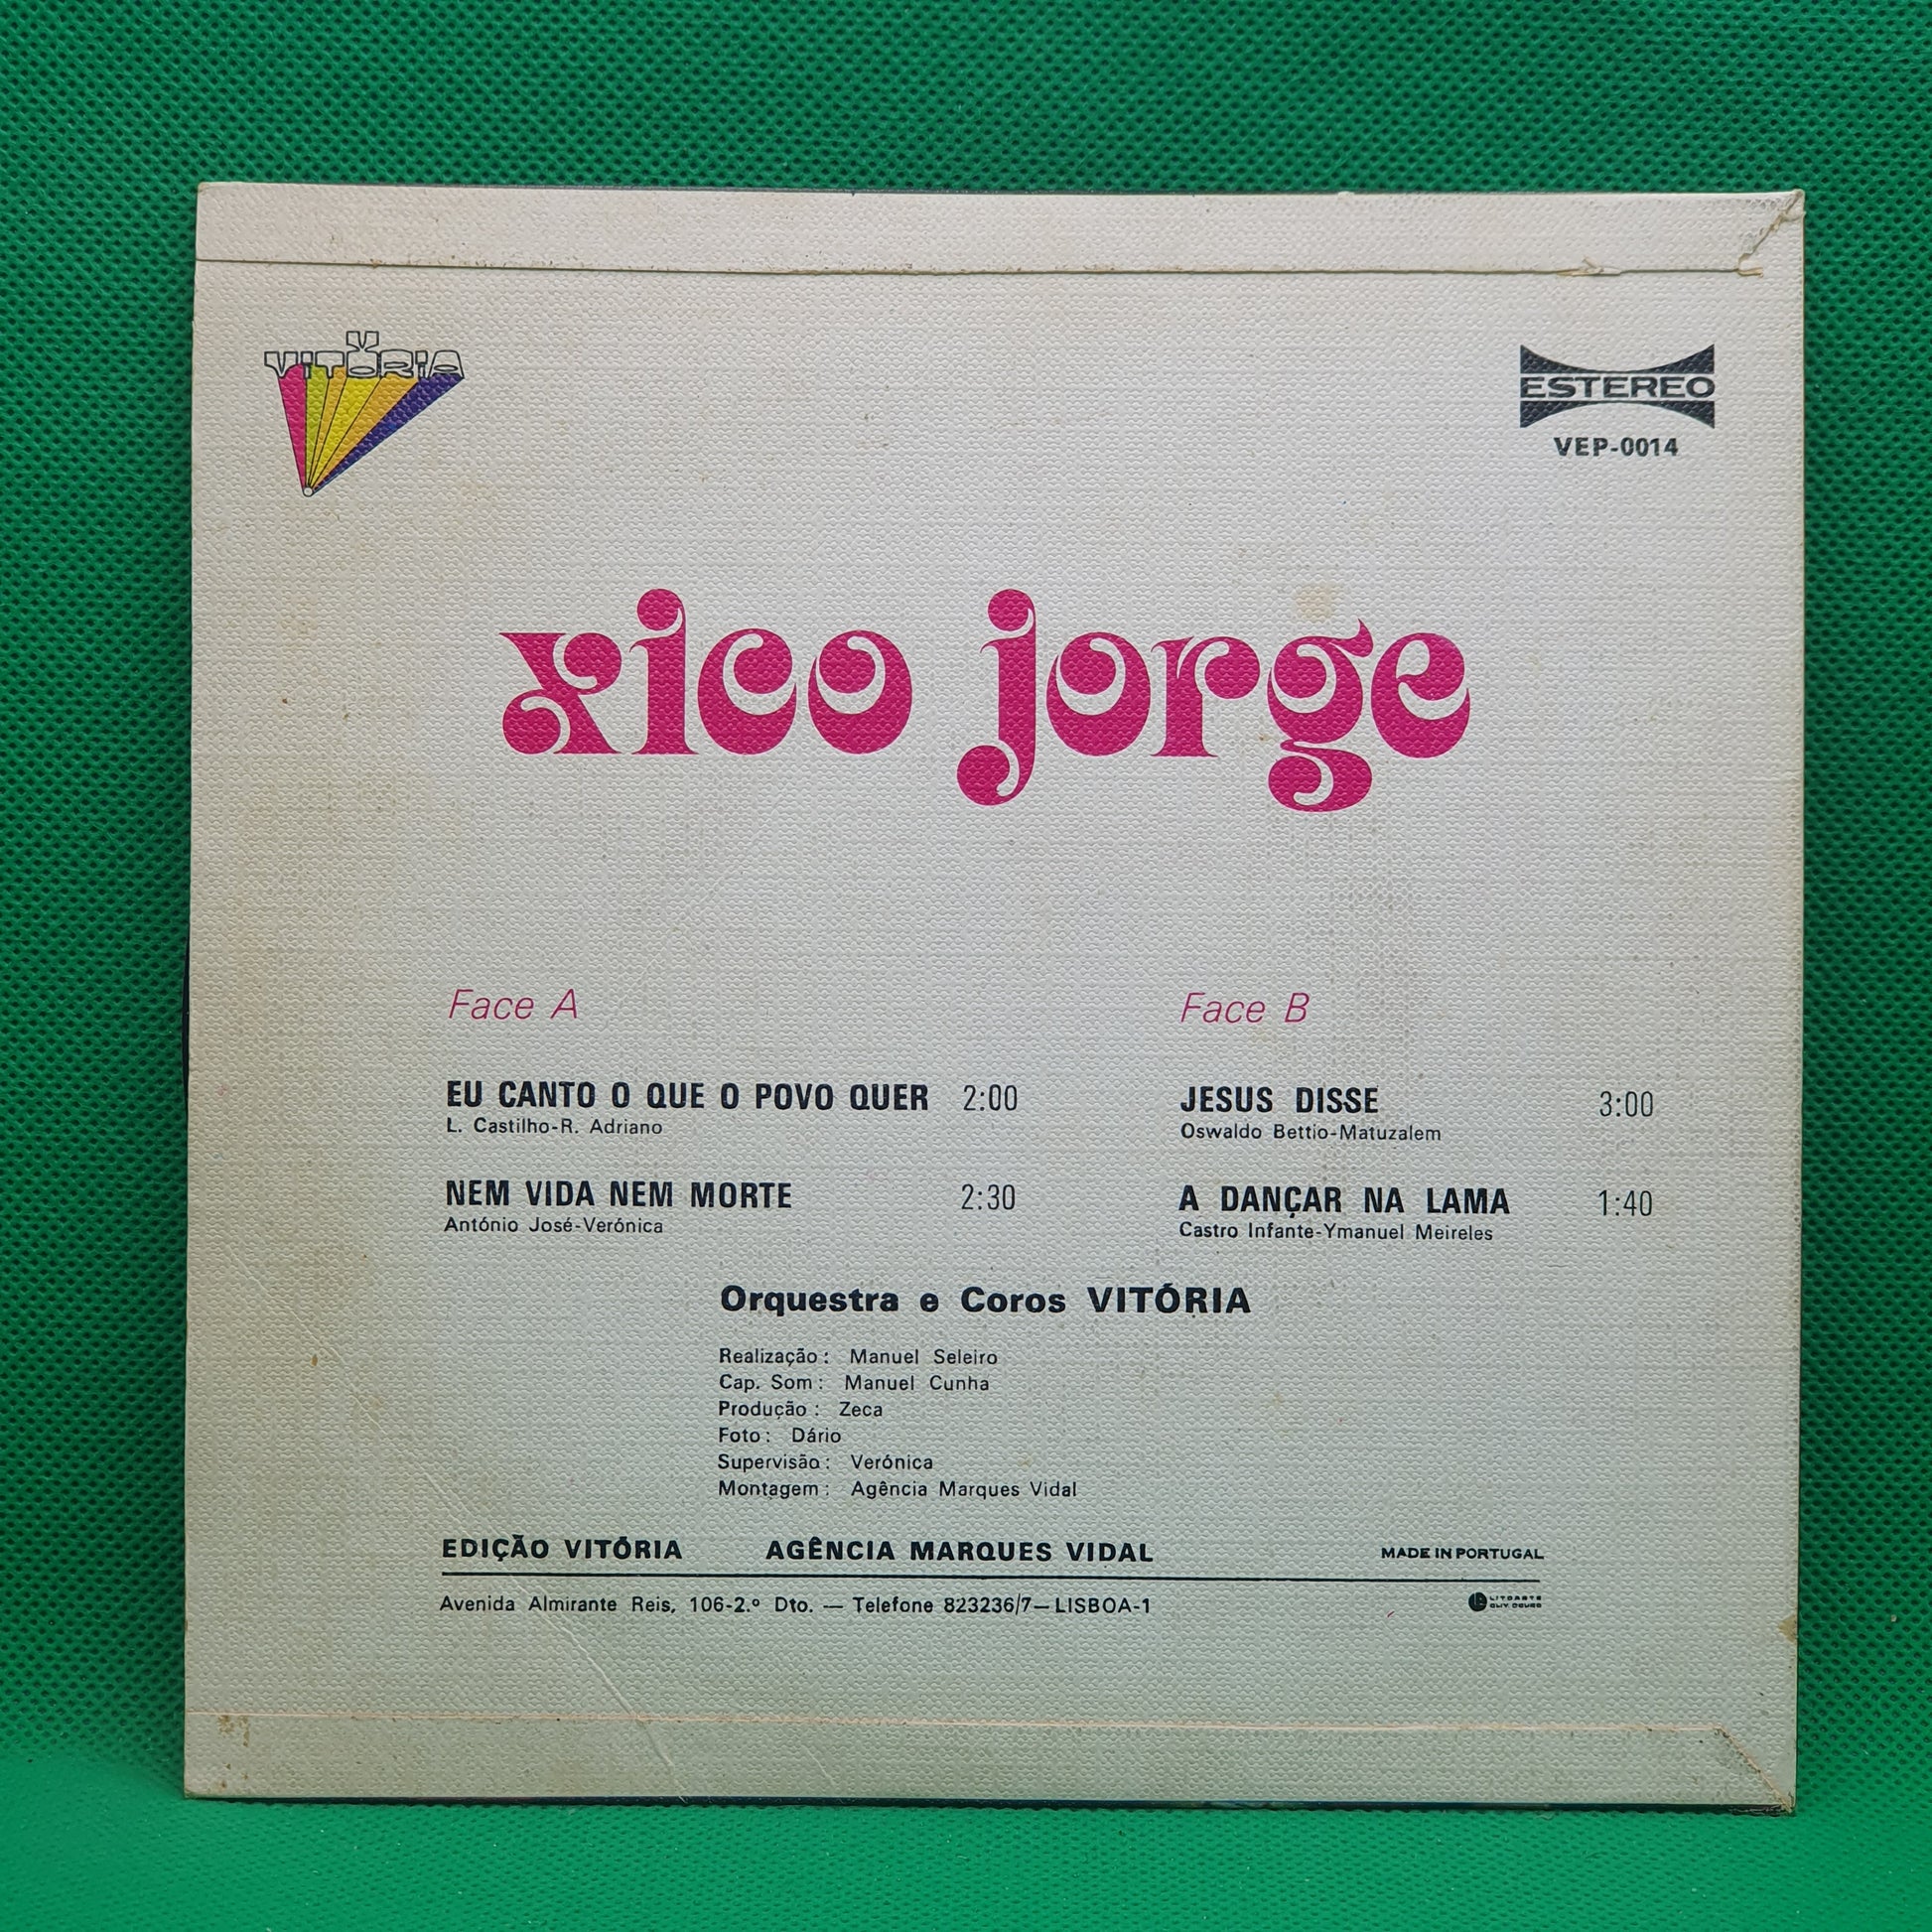 VITÓRIA
ESTEREO
VEP-0014
xico jorge
Face A
EU CANTO O QUE O POVO QUER 2:00
L. Castilho-R. Adriano
NEM VIDA NEM MORTE 2:30
António José-Verónica
Face B
JESUS DISSE 3:00
Oswaldo Bettio-Matuzalem
A DANÇAR NA LAMA 1:40
Castro Infante-Ymanuel Meireles
Orquestra e Coros VITÓRIA
Realização: Manuel Seleiro
Cap. Som: Manuel Cunha
Produção: Zeca
Foto: Dário
Supervisão: Verónica
Montagem: Agência Marques Vidal
EDIÇÃO VITÓRIA AGÊNCIA MARQUES VIDAL MADE IN PORTUGAL
Avenida Almirante Reis, 106-2.º Dto. — Telefone 823236/7 — LISBOA-1
LITOARTE